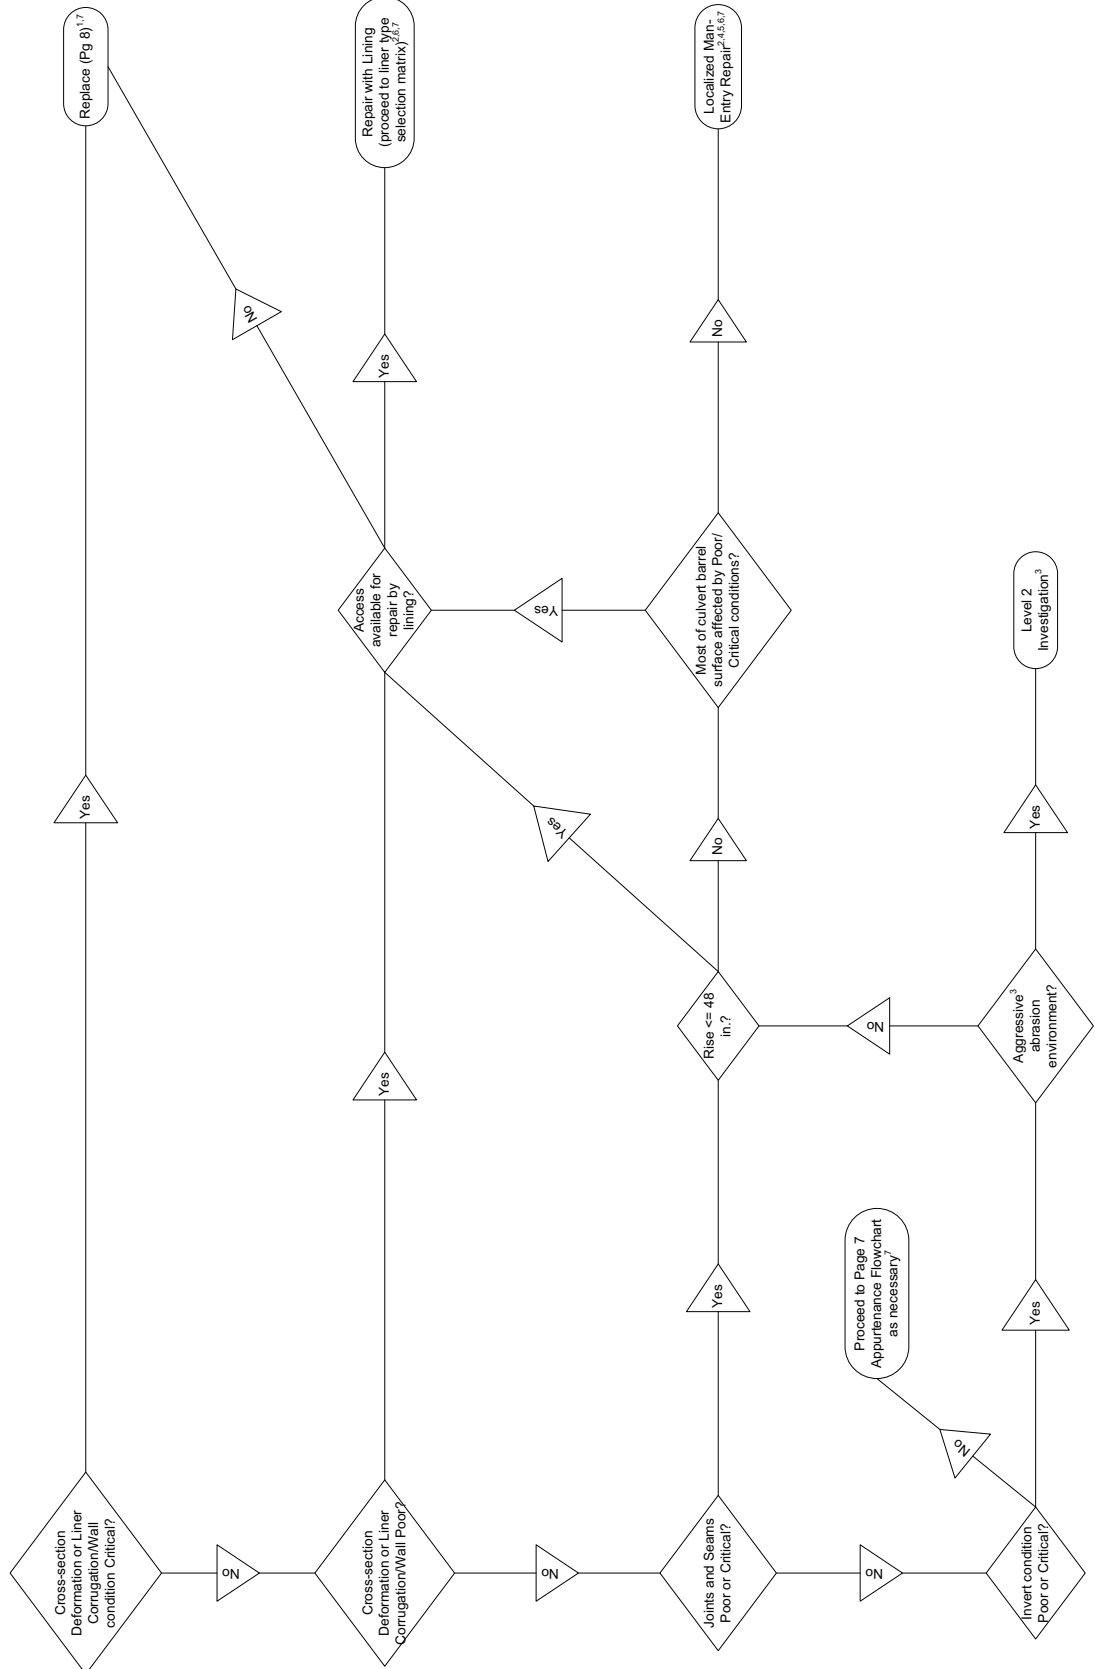 Cross-section
Deformation or Liner
Corrugation/Wall
condition Critical?
Yes
Replace (Pg 8)1,7
No
Cross-section
Deformation or Liner
Corrugation/Wall Poor?
Yes
Access
available for
repair by
lining?
No
Yes
Repair with Lining
(proceed to liner type
selection matrix)2,6,7
No
Joints and Seams
Poor or Critical?
Yes
Rise <= 48
in.?
Yes
No
Most of culvert barrel
surface affected by Poor/
Critical conditions?
Yes
No
Localized Man-
Entry Repair2,4,5,6,7
No
Invert condition
Poor or Critical?
No
Proceed to Page 7
Appurtenance Flowchart
as necessary7
Yes
Aggressive3
abrasion
environment?
No
Yes
Level 2
Investigation3